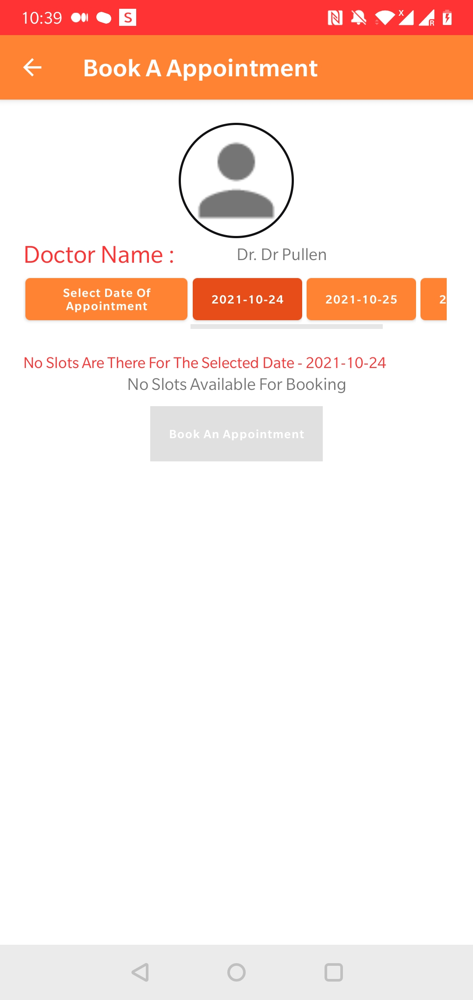 10:39
S
X
R
Book A Appointment
Doctor Name :
Dr. Dr Pullen
Select Date Of
Appointment
2021-10-24
2021-10-25
2
No Slots Are There For The Selected Date - 2021-10-24
No Slots Available For Booking
Book An Appointment